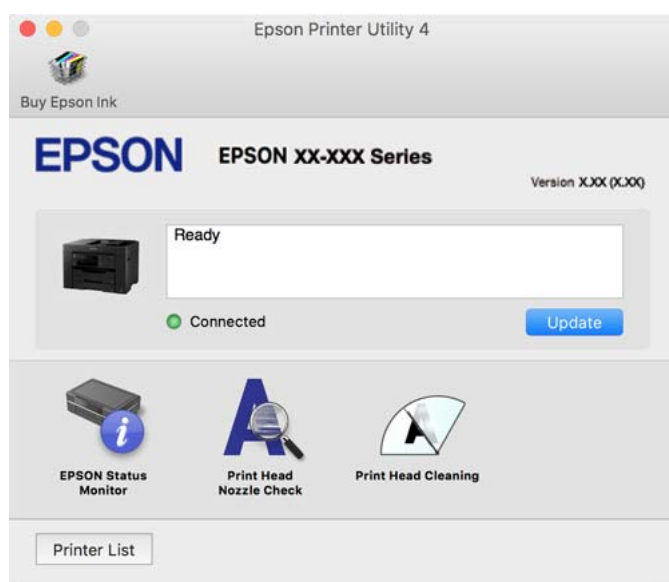 Epson Printer Utility 4
Buy Epson Ink
EPSON
EPSON XX-XXX Series
Version X.XX (X.XX)
Ready
Connected
Update
EPSON Status
Monitor
Print Head
Nozzle Check
Print Head Cleaning
Printer List